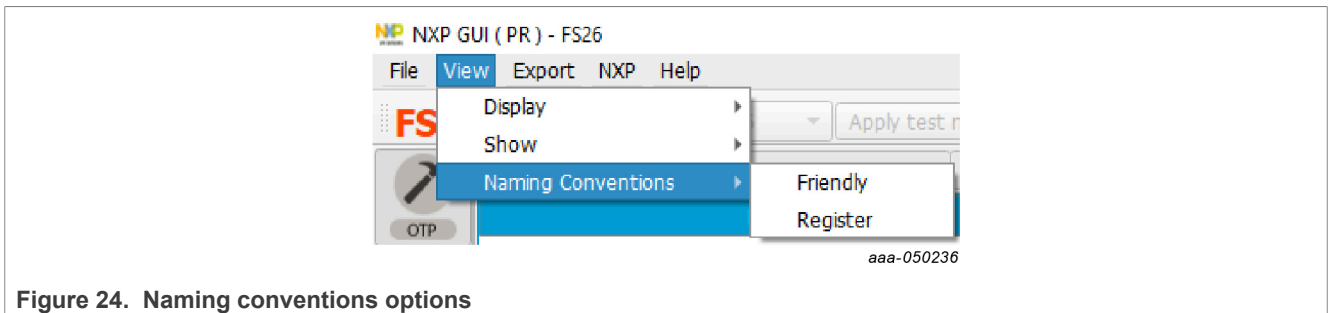 NXP GUI ( PR ) - FS26
File View Export NXP Help
FS
Apply test
Display
Show
Naming Conventions
Friendly
Register
OTP
aaa-050236
Figure 24. Naming conventions options